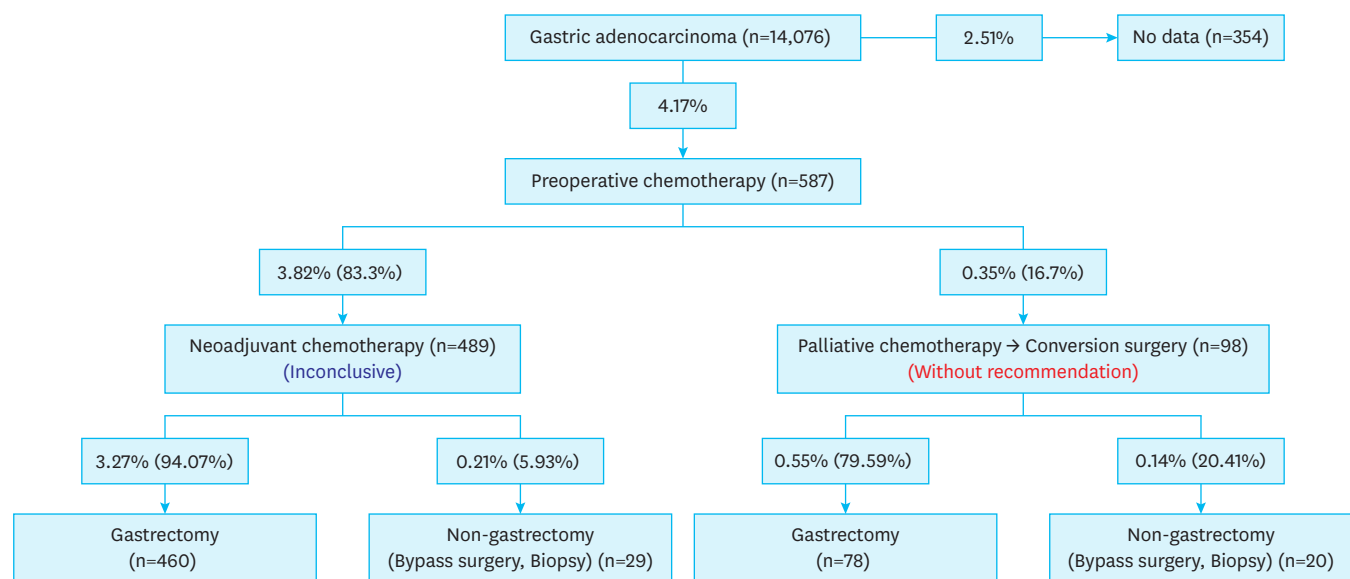 Gastric adenocarcinoma (n=14,076)
2.51%
No data (n=354)
4.17%
Preoperative chemotherapy (n=587)
3.82% (83.3%)
0.35% (16.7%)
Neoadjuvant chemotherapy (n=489)
(Inconclusive)
Palliative chemotherapy → Conversion surgery (n=98)
(Without recommendation)
3.27% (94.07%)
0.21% (5.93%)
0.55% (79.59%)
0.14% (20.41%)
Gastrectomy
(n=460)
Non-gastrectomy
(Bypass surgery, Biopsy) (n=29)
Gastrectomy
(n=78)
Non-gastrectomy
(Bypass surgery, Biopsy) (n=20)